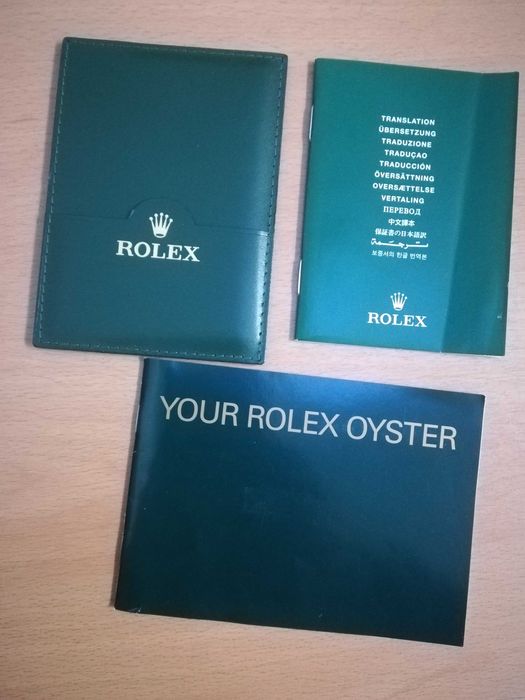 ROLEX
TRANSLATION
ÜBERSETZUNG
TRADUZIONE
TRADUÇAO
TRADUCCIÓN
ÖVERSÄTTNING
OVERSÆTTELSE
VERTALING
ПЕРЕВОД
中文譯本
保証書の日本語訳
ترجمة
보증서의 한글 번역본
ROLEX
YOUR ROLEX OYSTER